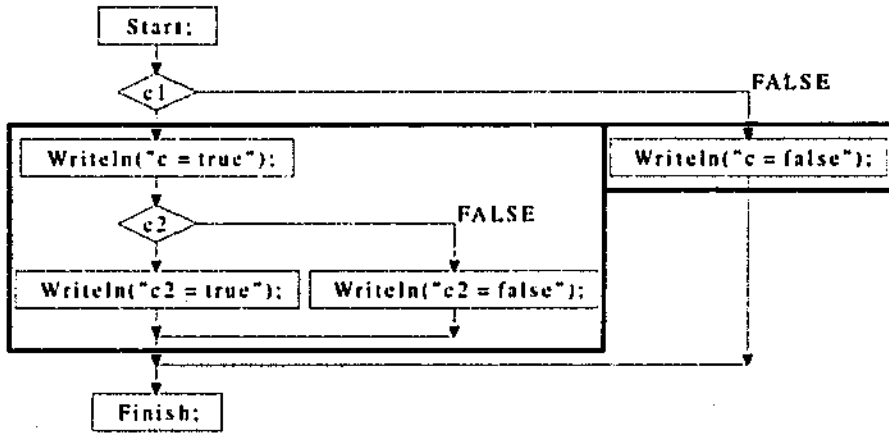 Start;
c1
FALSE
Writeln("c = true");
Writeln("c = false");
c2
FALSE
Writeln("c2 = true");
Writeln("c2 = false");
Finish;